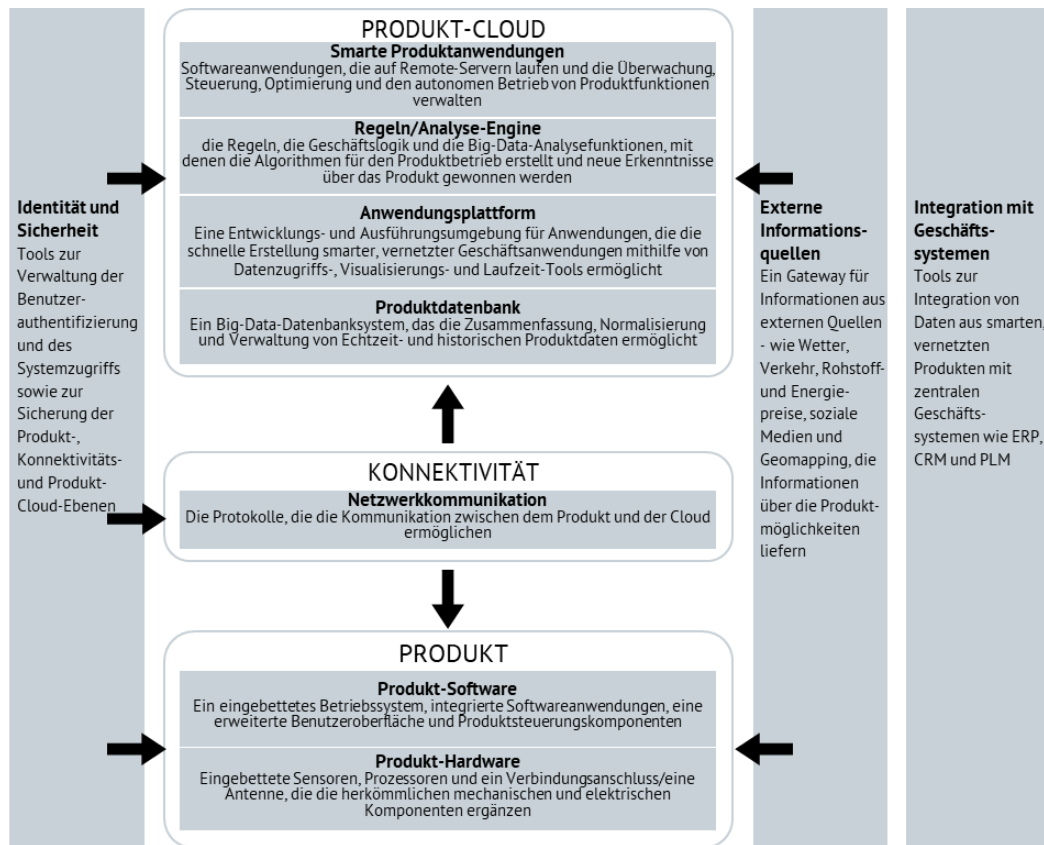 PRODUKT-CLOUD
Smarte Produktanwendungen
Softwareanwendungen, die auf Remote-Servern laufen und die Überwachung,
Steuerung, Optimierung und den autonomen Betrieb von Produktfunktionen
verwalten
Regeln/Analyse-Engine
die Regeln, die Geschäftslogik und die Big-Data-Analysefunktionen, mit
denen die Algorithmen für den Produktbetrieb erstellt und neue Erkenntnisse
über das Produkt gewonnen werden
Anwendungsplattform
Eine Entwicklungs- und Ausführungsumgebung für Anwendungen, die die
schnelle Erstellung smarter, vernetzter Geschäftsanwendungen mithilfe von
Datenzugriffs-, Visualisierungs- und Laufzeit-Tools ermöglicht
Produktdatenbank
Ein Big-Data-Datenbanksystem, das die Zusammenfassung, Normalisierung
und Verwaltung von Echtzeit- und historischen Produktdaten ermöglicht
KONNEKTIVITÄT
Netzwerkkommunikation
Die Protokolle, die die Kommunikation zwischen dem Produkt und der Cloud
ermöglichen
PRODUKT
Produkt-Software
Ein eingebettetes Betriebssystem, integrierte Softwareanwendungen, eine
erweiterte Benutzeroberfläche und Produktsteuerungskomponenten
Produkt-Hardware
Eingebettete Sensoren, Prozessoren und ein Verbindungsanschluss/eine
Antenne, die die herkömmlichen mechanischen und elektrischen
Komponenten ergänzen
Identität und
Sicherheit
Tools zur
Verwaltung der
Benutzer-
authentifizierung
und des
Systemzugriffs
sowie zur
Sicherung der
Produkt-,
Konnektivitäts-
und Produkt-
Cloud-Ebenen
Externe
Informations-
quellen
Ein Gateway für
Informationen aus
externen Quellen
- wie Wetter,
Verkehr, Rohstoff-
und Energie-
preise, soziale
Medien und
Geomapping, die
Informationen
über die Produkt-
möglichkeiten
liefern
Integration mit
Geschäfts-
systemen
Tools zur
Integration von
Daten aus smarten,
vernetzten
Produkten mit
zentralen
Geschäfts-
systemen wie ERP,
CRM und PLM